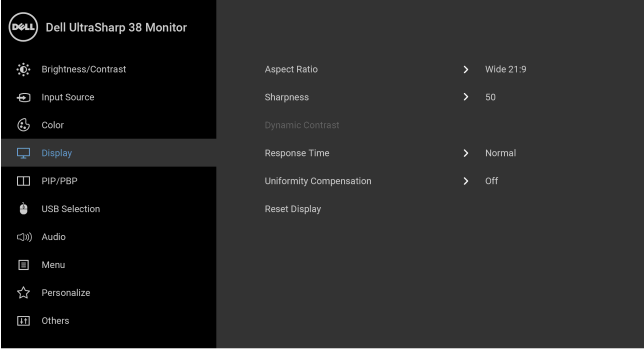 DELL Dell UltraSharp 38 Monitor
Brightness/Contrast
Input Source
Color
Display
PIP/PBP
USB Selection
Audio
Menu
Personalize
Others
Aspect Ratio > Wide 21:9
Sharpness > 50
Dynamic Contrast
Response Time > Normal
Uniformity Compensation > Off
Reset Display